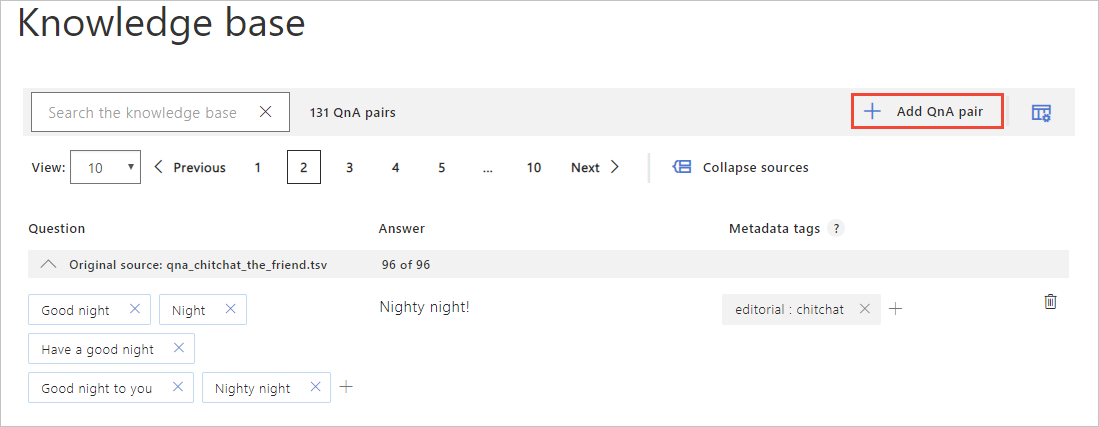 Knowledge base
Search the knowledge base 131 QnA pairs Add QnA pair
View: 10 Previous 1 2 3 4 5 ... 10 Next Collapse sources
Question Answer Metadata tags ?
Original source: qna_chitchat_the_friend.tsv 96 of 96
Good night Night Nighty night! editorial : chitchat
Have a good night
Good night to you Nighty night